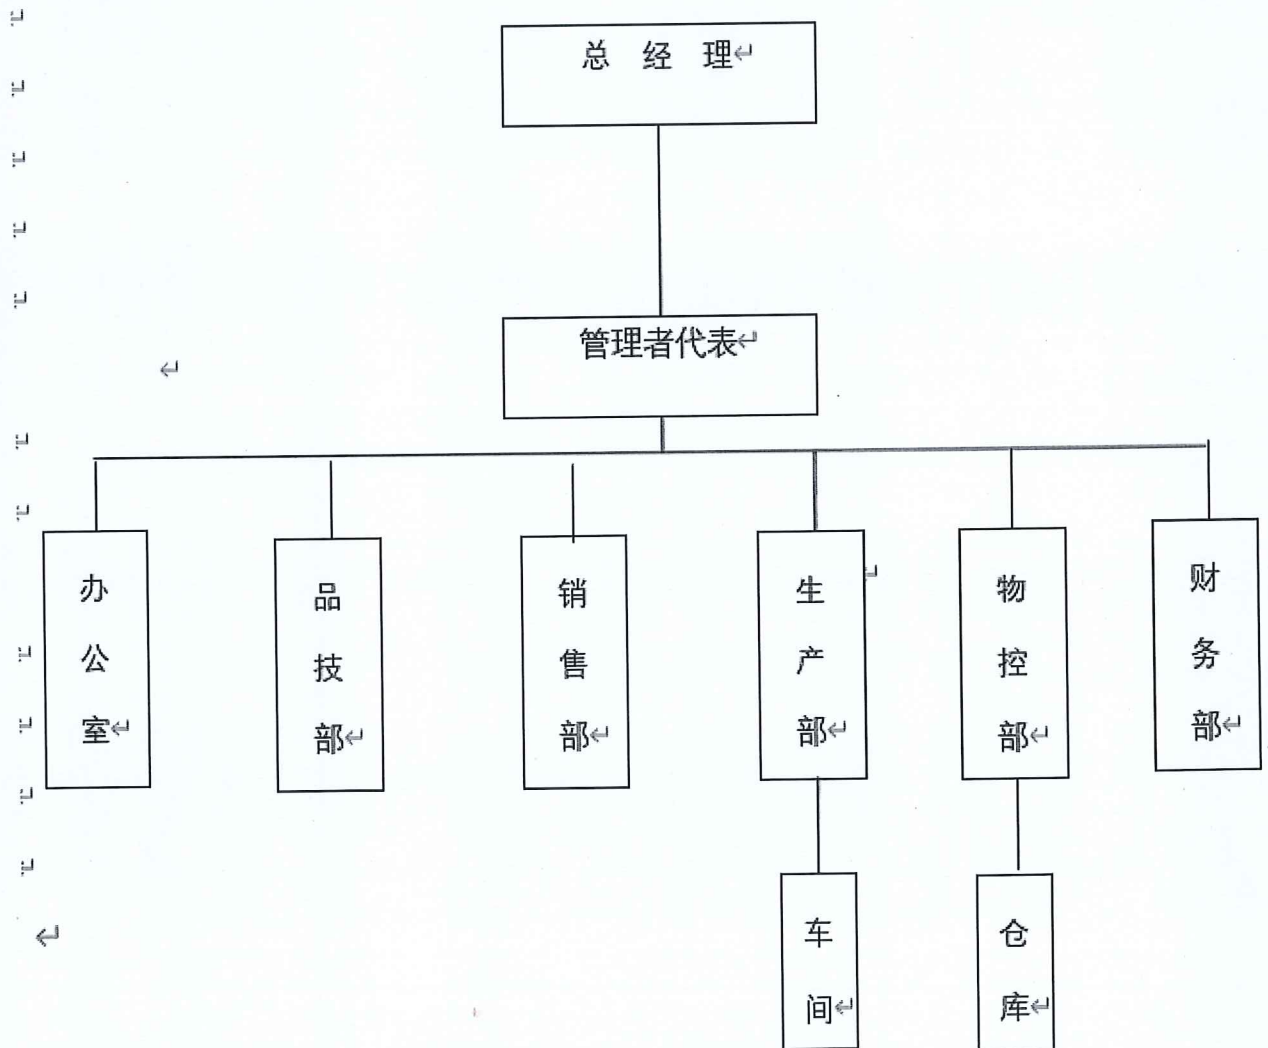 总 经 理
管理者代表
办公室
品技部
销售部
生产部
物控部
财务部
车间
仓库